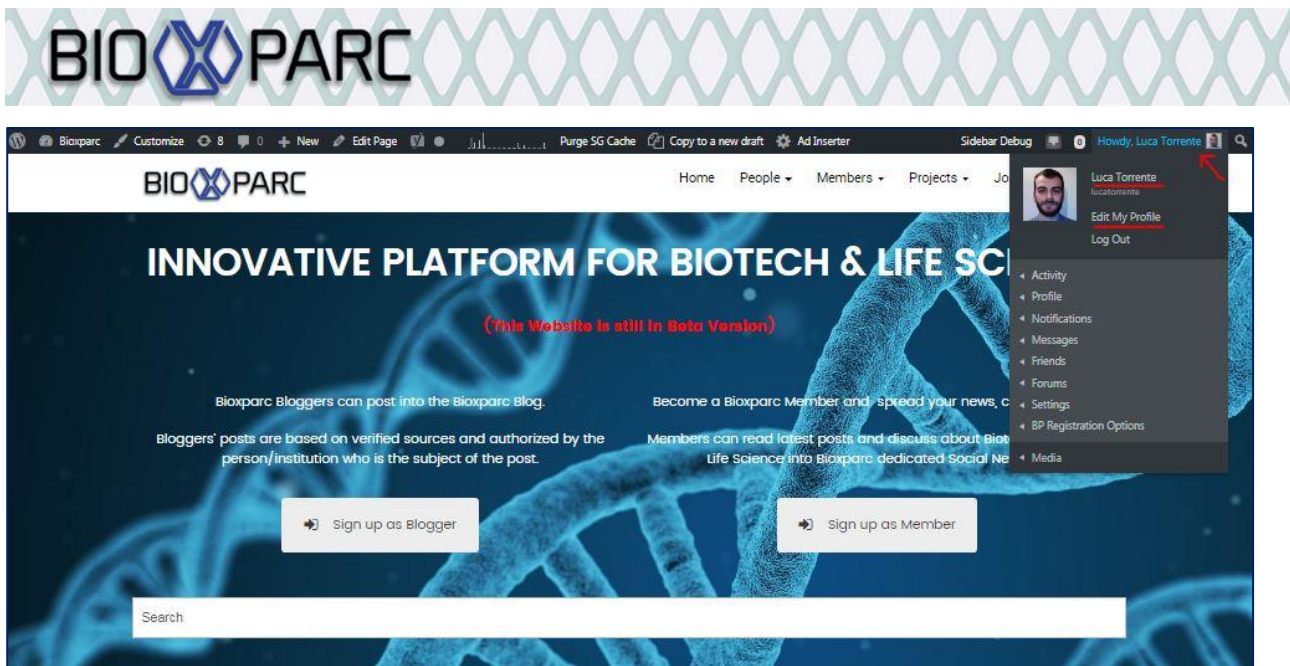 BIOXPARC
Bioxparc Customize 8 0 + New Edit Page Purge SG Cache Copy to a new draft Ad Inserter Sidebar Debug 0 Howdy, Luca Torrente
BIOXPARC
Home People Members Projects Jo
Luca Torrente
lucatorrente
Edit My Profile
Log Out
INNOVATIVE PLATFORM FOR BIOTECH & LIFE SC
(This Website is still in Beta Version)
Activity
Profile
Notifications
Messages
Friends
Forums
Settings
BP Registration Options
Media
Bioxparc Bloggers can post into the Bioxparc Blog.
Bloggers' posts are based on verified sources and authorized by the
person/institution who is the subject of the post.
Become a Bioxparc Member and spread your news, c
Members can read latest posts and discuss about Biot
Life Science into Bioxparc dedicated Social Ne
Sign up as Blogger
Sign up as Member
Search